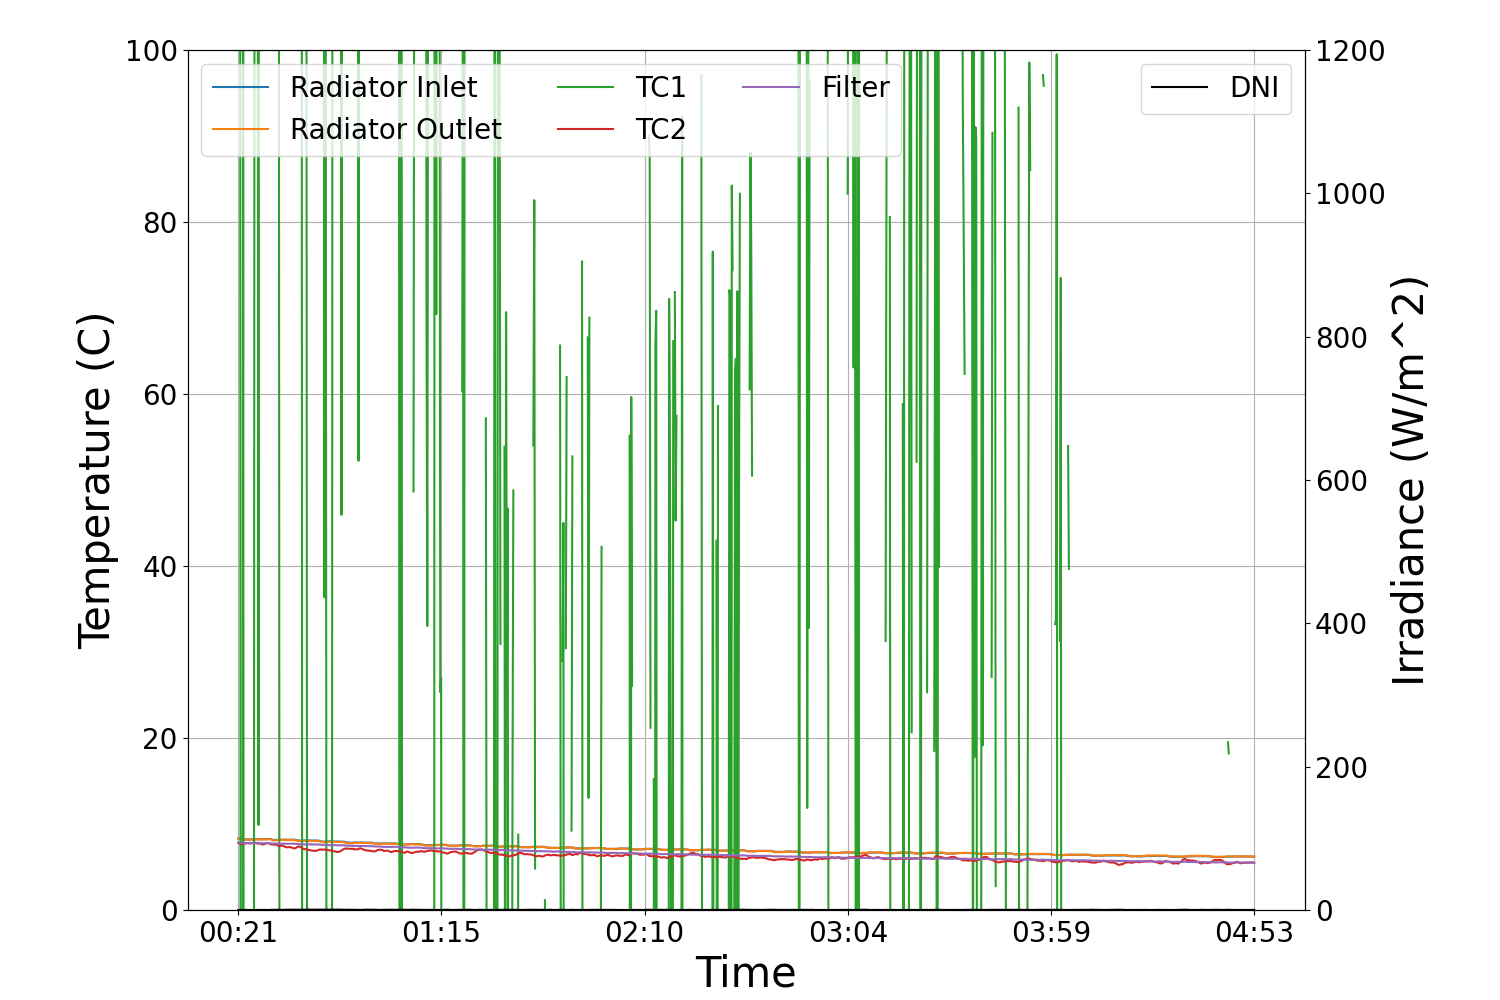 Radiator Inlet
Radiator Outlet
TC1
TC2
Filter
DNI
Temperature (C)
100
80
60
40
20
0
Irradiance (W/m^2)
1200
1000
800
600
400
200
0
00:21 01:15 02:10 03:04 03:59 04:53
Time